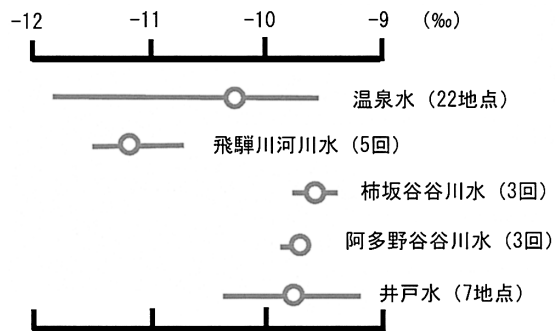 -12 -11 -10 -9 (‰)
温泉水(22地点)
飛騨川河川水(5回)
柿坂谷谷川水(3回)
阿多野谷谷川水(3回)
井戸水(7地点)